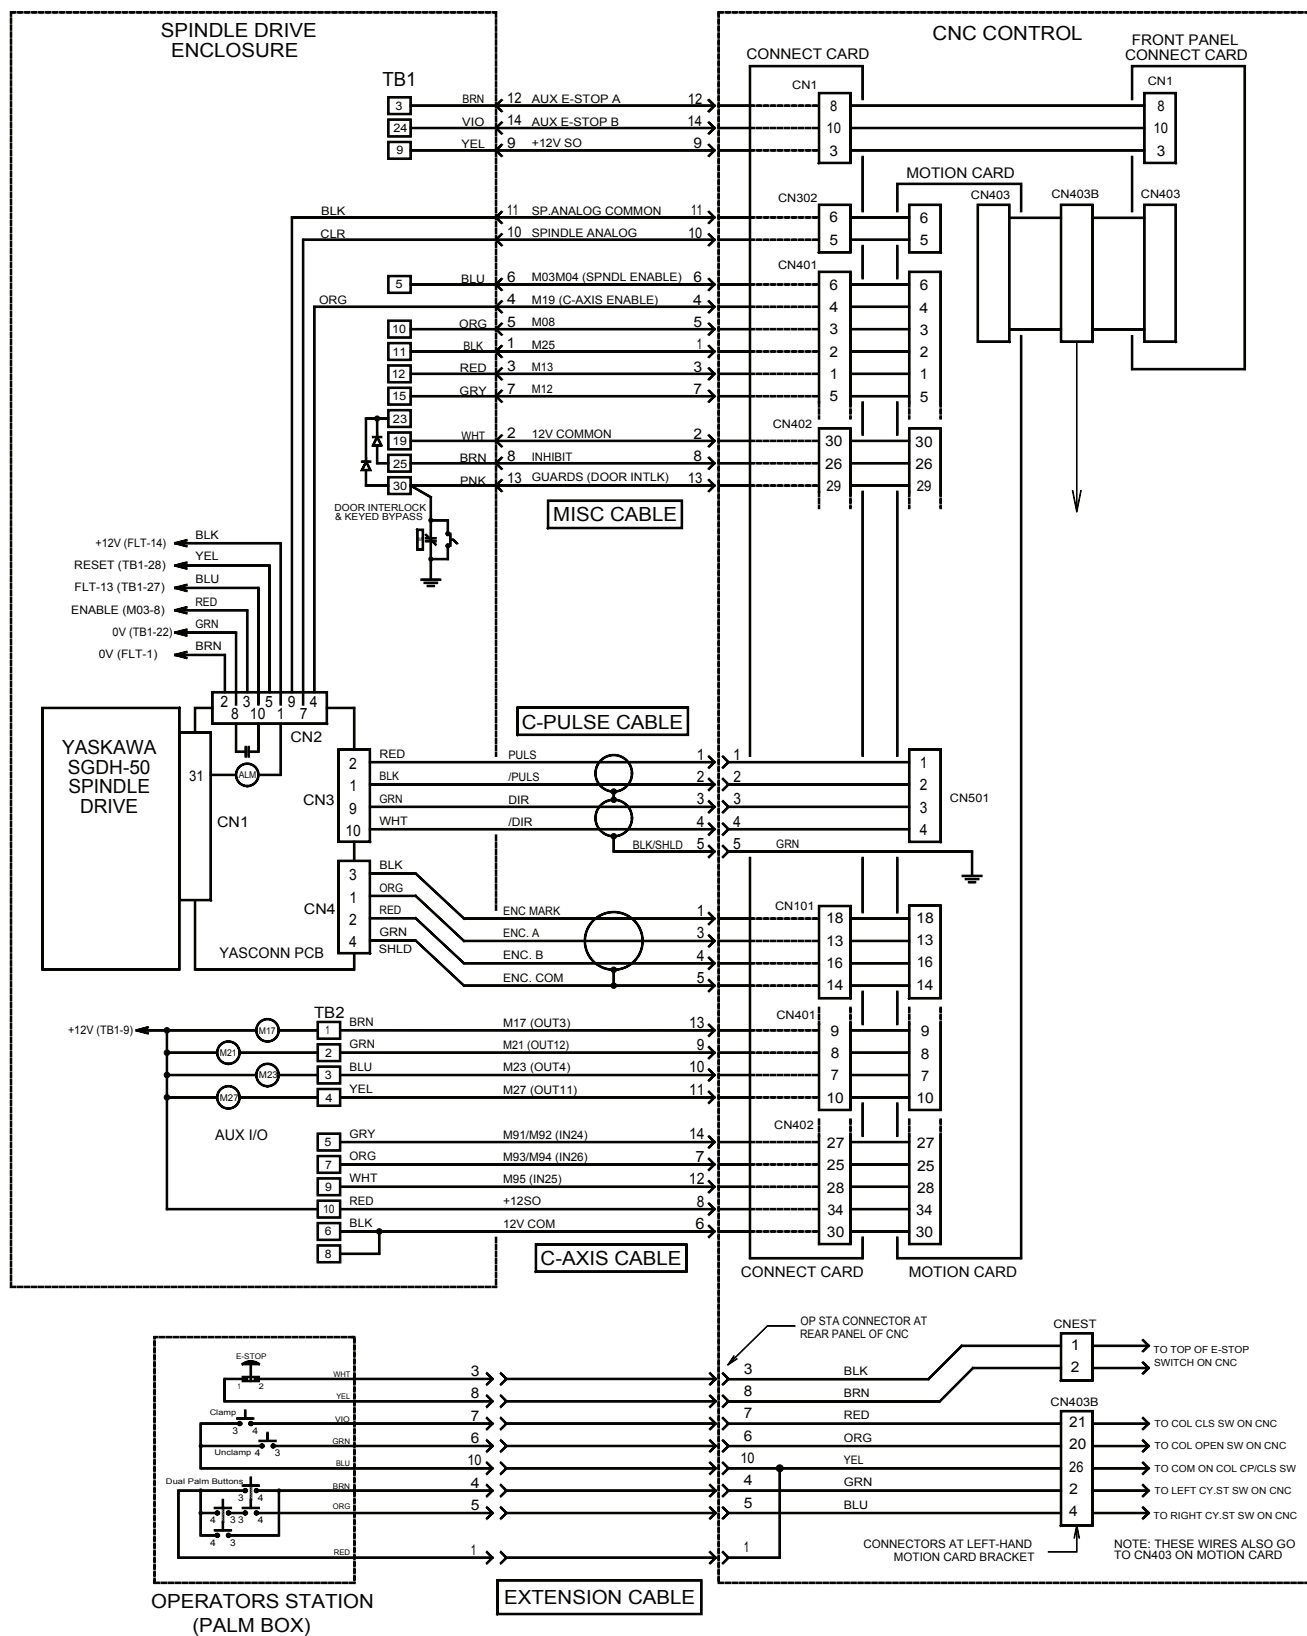 SPINDLE DRIVE
ENCLOSURE
CNC CONTROL
CONNECT CARD
FRONT PANEL
CONNECT CARD
TB1
CN1
CN1
3 BRN 12 AUX E-STOP A 12 8 8
24 VIO 14 AUX E-STOP B 14 10 10
9 YEL 9 +12V SO 9 3 3
MOTION CARD
CN302 CN403 CN403B CN403
BLK 11 SP.ANALOG COMMON 11 6 6
CLR 10 SPINDLE ANALOG 10 5 5
CN401
5 BLU 6 M03M04 (SPNDL ENABLE) 6 6 6
ORG 4 M19 (C-AXIS ENABLE) 4 4 4
10 ORG 5 M08 5 3 3
11 BLK 1 M25 1 2 2
12 RED 3 M13 3 1 1
15 GRY 7 M12 7 5 5
23
CN402
19 WHT 2 12V COMMON 2 30 30
25 BRN 8 INHIBIT 8 26 26
30 PNK 13 GUARDS (DOOR INTLK) 13 29 29
DOOR INTERLOCK
& KEYED BYPASS
MISC CABLE
+12V (FLT-14) BLK
RESET (TB1-28) YEL
FLT-13 (TB1-27) BLU
ENABLE (M03-8) RED
0V (TB1-22) GRN
0V (FLT-1) BRN
2 3 5 9 4
8 10 1 7
CN2
C-PULSE CABLE
YASKAWA
SGDH-50
SPINDLE
DRIVE
31
ALM
CN1
CN3
2 RED PULS 1 1 1
1 BLK /PULS 2 2 2
9 GRN DIR 3 3 3
10 WHT /DIR 4 4 4
CN501
BLK/SHLD 5 5 GRN
CN4
YASCONN PCB
CN101
3 BLK ENC MARK 1 18 18
1 ORG ENC. A 3 13 13
2 RED ENC. B 4 16 16
4 GRN ENC. COM 5 14 14
SHLD
TB2
CN401
+12V (TB1-9) M17 1 BRN M17 (OUT3) 13 9 9
M21 2 GRN M21 (OUT12) 9 8 8
M23 3 BLU M23 (OUT4) 10 7 7
M27 4 YEL M27 (OUT11) 11 10 10
AUX I/O
CN402
5 GRY M91/M92 (IN24) 14 27 27
7 ORG M93/M94 (IN26) 7 25 25
9 WHT M95 (IN25) 12 28 28
10 RED +12SO 8 34 34
6 BLK 12V COM 6 30 30
8
C-AXIS CABLE
CONNECT CARD
MOTION CARD
OP STA CONNECTOR AT
REAR PANEL OF CNC
CNEST
E-STOP
1 2
WHT 3 3 BLK 1 TO TOP OF E-STOP
YEL 8 8 BRN 2 SWITCH ON CNC
CN403B
Clamp
3 4
VIO 7 7 RED 21 TO COL CLS SW ON CNC
Unclamp 4 3
GRN 6 6 ORG 20 TO COL OPEN SW ON CNC
BLU 10 10 YEL 26 TO COM ON COL CP/CLS SW
Dual Palm Buttons
3 4
BRN 4 4 GRN 2 TO LEFT CY.ST SW ON CNC
4 3 3 4
ORG 5 5 BLU 4 TO RIGHT CY.ST SW ON CNC
4 3
RED 1 1
CONNECTORS AT LEFT-HAND
MOTION CARD BRACKET
NOTE: THESE WIRES ALSO GO
TO CN403 ON MOTION CARD
EXTENSION CABLE
OPERATORS STATION
(PALM BOX)